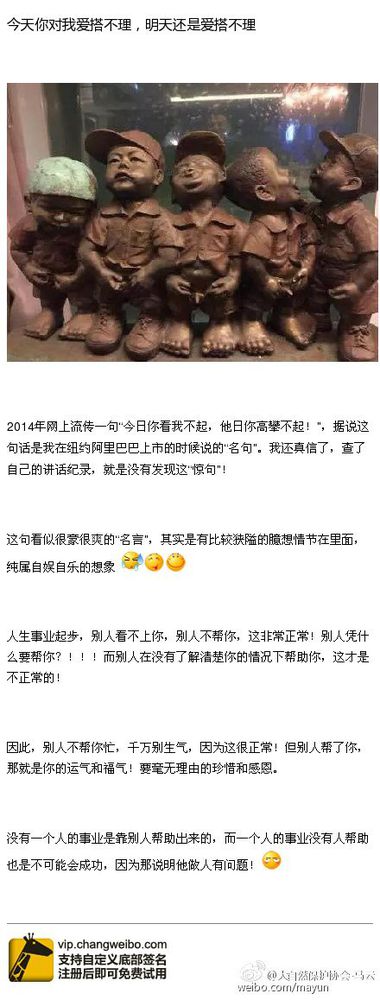 今天你对我爱搭不理，明天还是爱搭不理
2014年网上流传一句“今日你看我不起，他日你高攀不起！”，据说这
句话是我在纽约阿里巴巴上市的时候说的“名句”。我还真信了，查了
自己的讲话纪录，就是没有发现这“惊句”！
这句看似很豪很爽的“名言”，其实是有比较狭隘的臆想情节在里面，
纯属自娱自乐的想象
人生事业起步，别人看不上你，别人不帮你，这非常正常！别人凭什
么要帮你？！！！而别人在没有了解清楚你的情况下帮助你，这才是
不正常的！
因此，别人不帮你忙，千万别生气，因为这很正常！但别人帮了你，
那就是你的运气和福气！要毫无理由的珍惜和感恩。
没有一个人的事业是靠别人帮助出来的，而一个人的事业没有人帮助
也是不可能会成功，因为那说明他做人有问题！
vip.changweibo.com
支持自定义底部签名
注册后即可免费试用
@大自然保护协会-马云
weibo.com/mayun